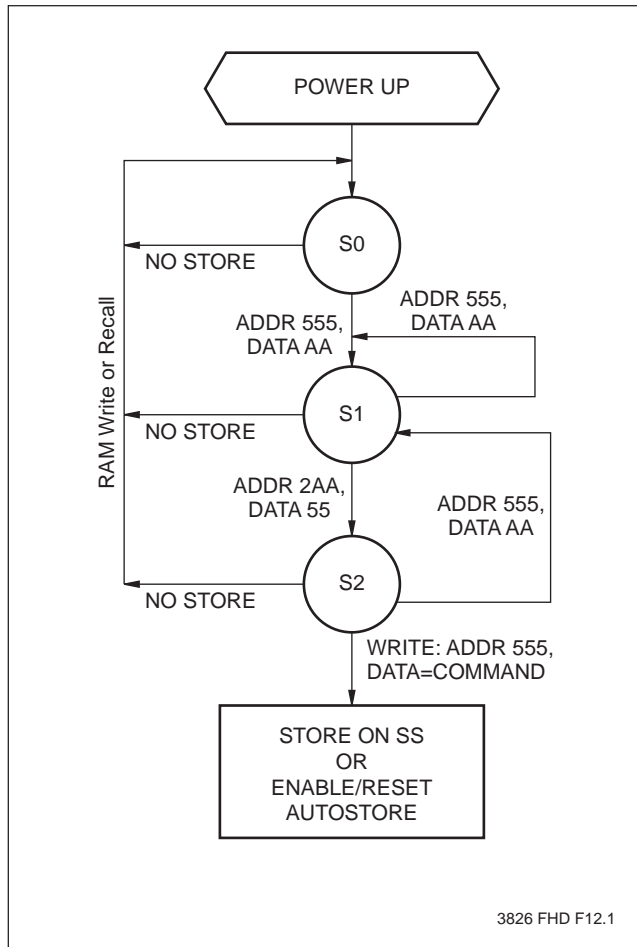 POWER UP
S0
NO STORE
ADDR 555,
DATA AA
ADDR 555,
DATA AA
RAM Write or Recall
S1
NO STORE
ADDR 2AA,
DATA 55
ADDR 555,
DATA AA
S2
NO STORE
WRITE: ADDR 555,
DATA=COMMAND
STORE ON SS
OR
ENABLE/RESET
AUTOSTORE
3826 FHD F12.1